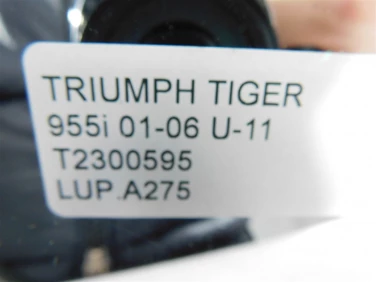 TRIUMPH TIGER
955i 01-06 U-11
T2300595
LUP.A275